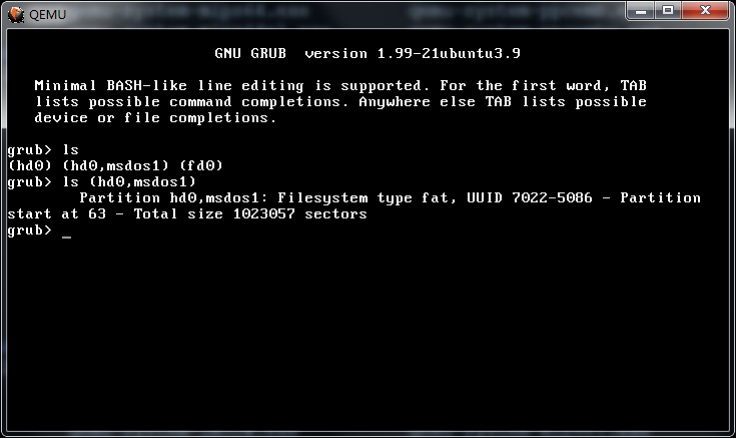 QEMU
GNU GRUB version 1.99-21ubuntu3.9
Minimal BASH-like line editing is supported. For the first word, TAB
lists possible command completions. Anywhere else TAB lists possible
device or file completions.
grub> ls
(hd0) (hd0,msdos1) (fd0)
grub> ls (hd0,msdos1)
Partition hd0,msdos1: Filesystem type fat, UUID 7022-5086 - Partition
start at 63 - Total size 1023057 sectors
grub> _